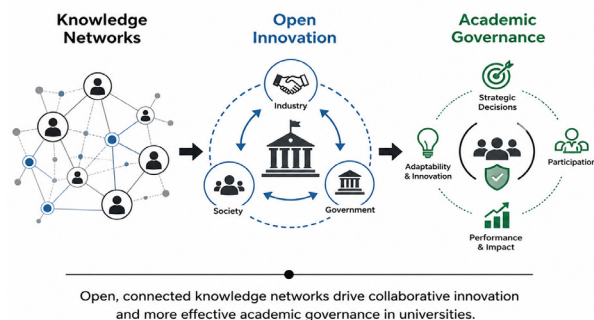 Knowledge
Networks
Open
Innovation
Academic
Governance
Industry
Society
Government
Strategic
Decisions
Adaptability
& Innovation
Participation
Performance
& Impact
Open, connected knowledge networks drive collaborative innovation
and more effective academic governance in universities.